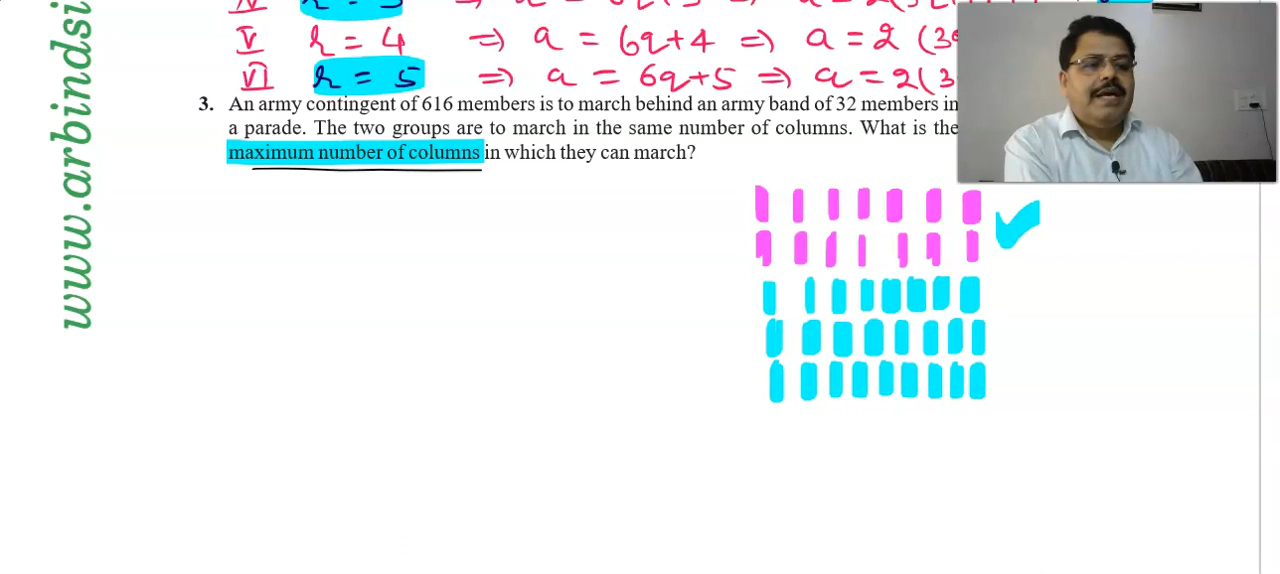 www.arbindsi
V r = 4 ⇒ a = 6q+4 ⇒ a = 2 (3
VI r = 5 ⇒ a = 6q+5 ⇒ a = 2(3
3. An army contingent of 616 members is to march behind an army band of 32 members in
a parade. The two groups are to march in the same number of columns. What is the
maximum number of columns in which they can march?